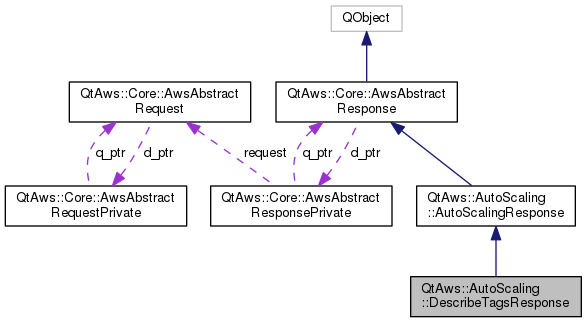 QObject
QtAws::Core::AwsAbstract
Request
QtAws::Core::AwsAbstract
Response
q_ptr
d_ptr
request
q_ptr
d_ptr
QtAws::Core::AwsAbstract
RequestPrivate
QtAws::Core::AwsAbstract
ResponsePrivate
QtAws::AutoScaling
::AutoScalingResponse
QtAws::AutoScaling
::DescribeTagsResponse